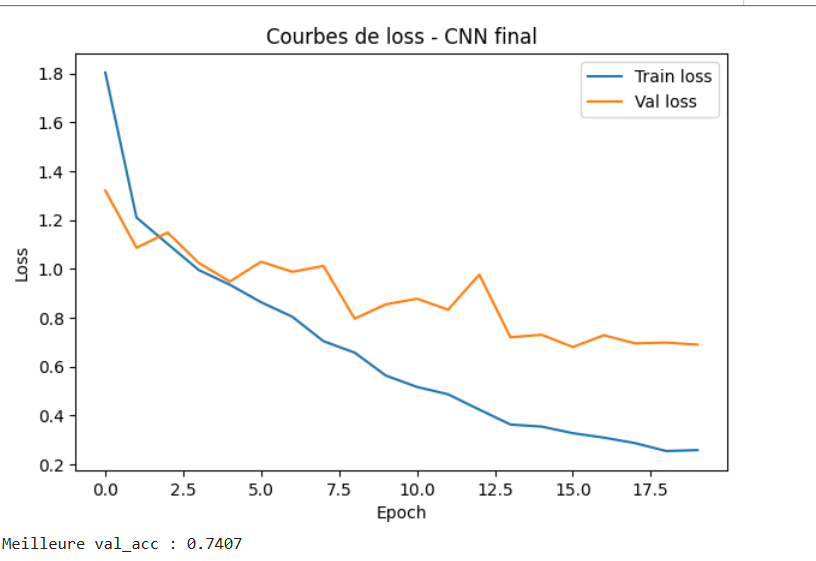 Courbes de loss - CNN final
Train loss
Val loss
Loss
1.8
1.6
1.4
1.2
1.0
0.8
0.6
0.4
0.2
0.0 2.5 5.0 7.5 10.0 12.5 15.0 17.5
Epoch
Meilleure val_acc : 0.7407